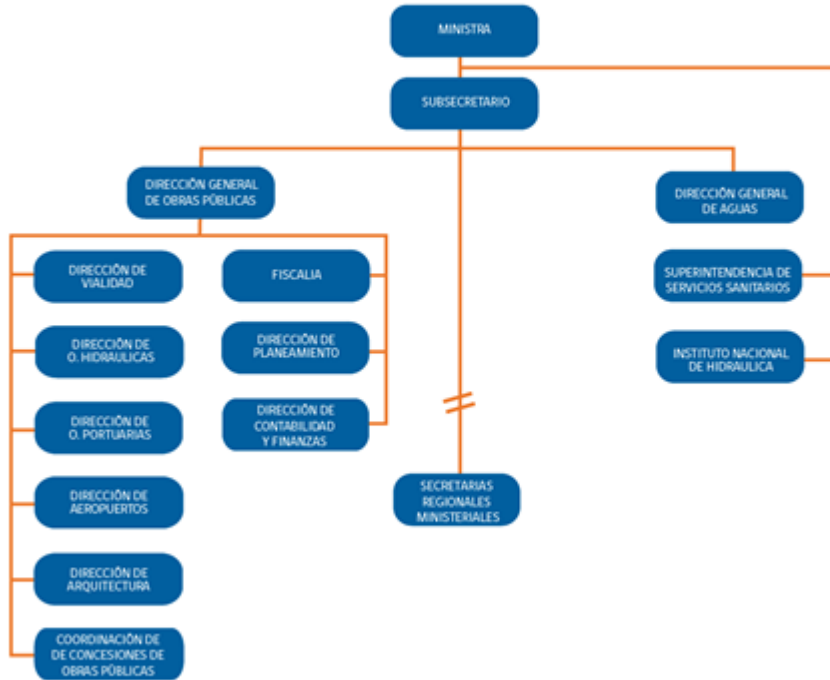 MINISTRA
SUBSECRETARIO
DIRECCIÓN GENERAL
DE OBRAS PÚBLICAS
DIRECCIÓN GENERAL
DE AGUAS
DIRECCIÓN DE
VIALIDAD
FISCALIA
SUPERINTENDENCIA DE
SERVICIOS SANITARIOS
DIRECCIÓN DE
O. HIDRAULICAS
DIRECCIÓN DE
PLANEAMIENTO
INSTITUTO NACIONAL
DE HIDRAULICA
DIRECCIÓN DE
O. PORTUARIAS
DIRECCIÓN DE
CONTABILIDAD
Y FINANZAS
DIRECCIÓN DE
AEROPUERTOS
SECRETARIAS
REGIONALES
MINISTERIALES
DIRECCIÓN DE
ARQUITECTURA
COORDINACIÓN DE
DE CONCESIONES DE
OBRAS PÚBLICAS